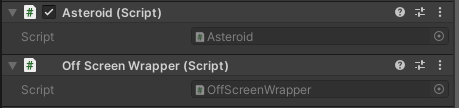 Asteroid (Script)
Script Asteroid
Off Screen Wrapper (Script)
Script OffScreenWrapper